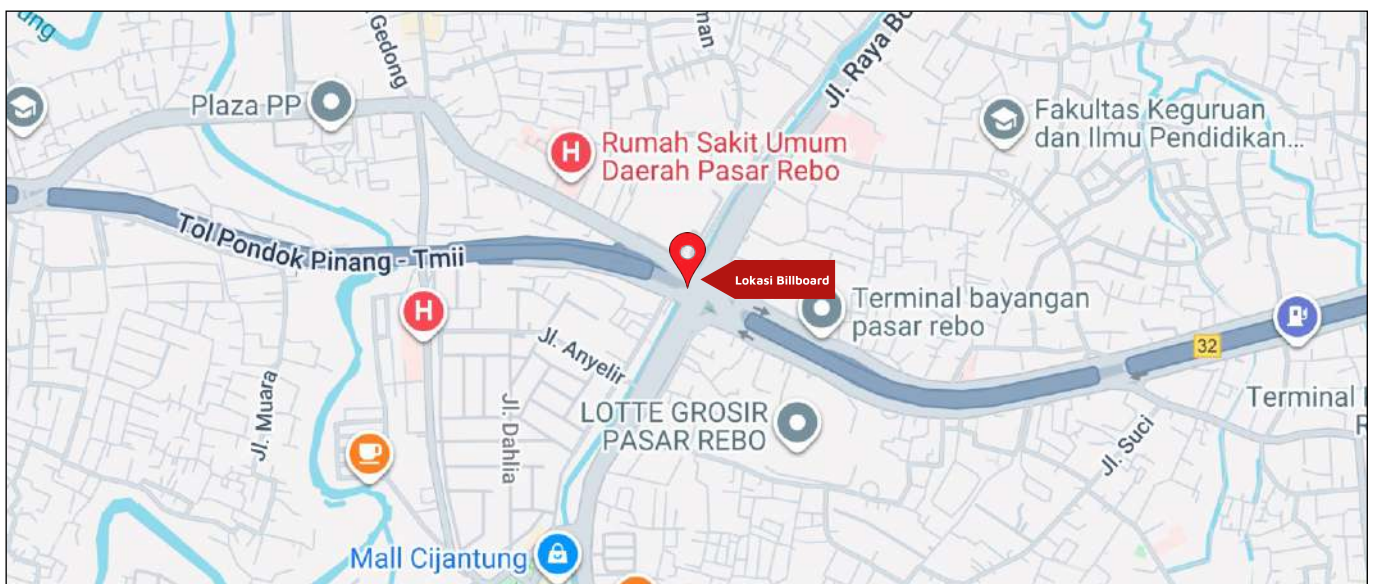 ung
Gedong
man
Jl. Raya Bo
Plaza PP
Fakultas Keguruan
dan Ilmu Pendidikan...
H
Rumah Sakit Umum
Daerah Pasar Rebo
Tol Pondok Pinang - Tmii
Lokasi Billboard
H
Terminal bayangan
pasar rebo
32
Jl. Anyelir
Jl. Muara
Jl. Dahlia
LOTTE GROSIR
PASAR REBO
Terminal
R
Jl. Suci
Mall Cijantung